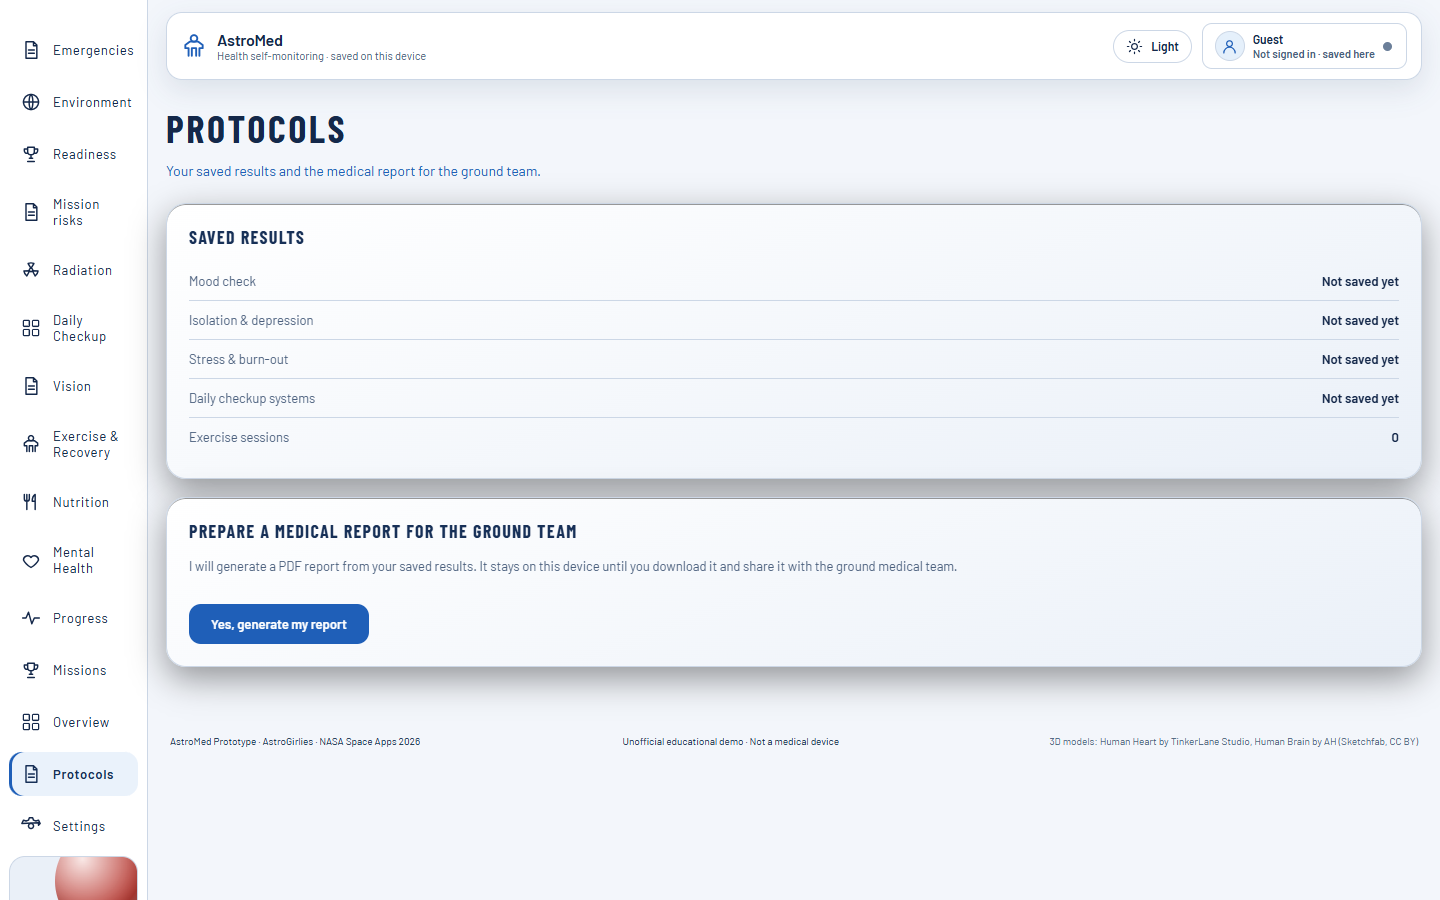 Emergencies
Environment
Readiness
Mission
risks
Radiation
Daily
Checkup
Vision
Exercise &
Recovery
Nutrition
Mental
Health
Progress
Missions
Overview
Protocols
Settings
AstroMed
Health self-monitoring · saved on this device
Light
Guest
Not signed in · saved here
PROTOCOLS
Your saved results and the medical report for the ground team.
SAVED RESULTS
Mood check Not saved yet
Isolation & depression Not saved yet
Stress & burn-out Not saved yet
Daily checkup systems Not saved yet
Exercise sessions 0
PREPARE A MEDICAL REPORT FOR THE GROUND TEAM
I will generate a PDF report from your saved results. It stays on this device until you download it and share it with the ground medical team.
Yes, generate my report
AstroMed Prototype · AstroGirlies · NASA Space Apps 2026
Unofficial educational demo · Not a medical device
3D models: Human Heart by TinkerLane Studio, Human Brain by AH (Sketchfab, CC BY)